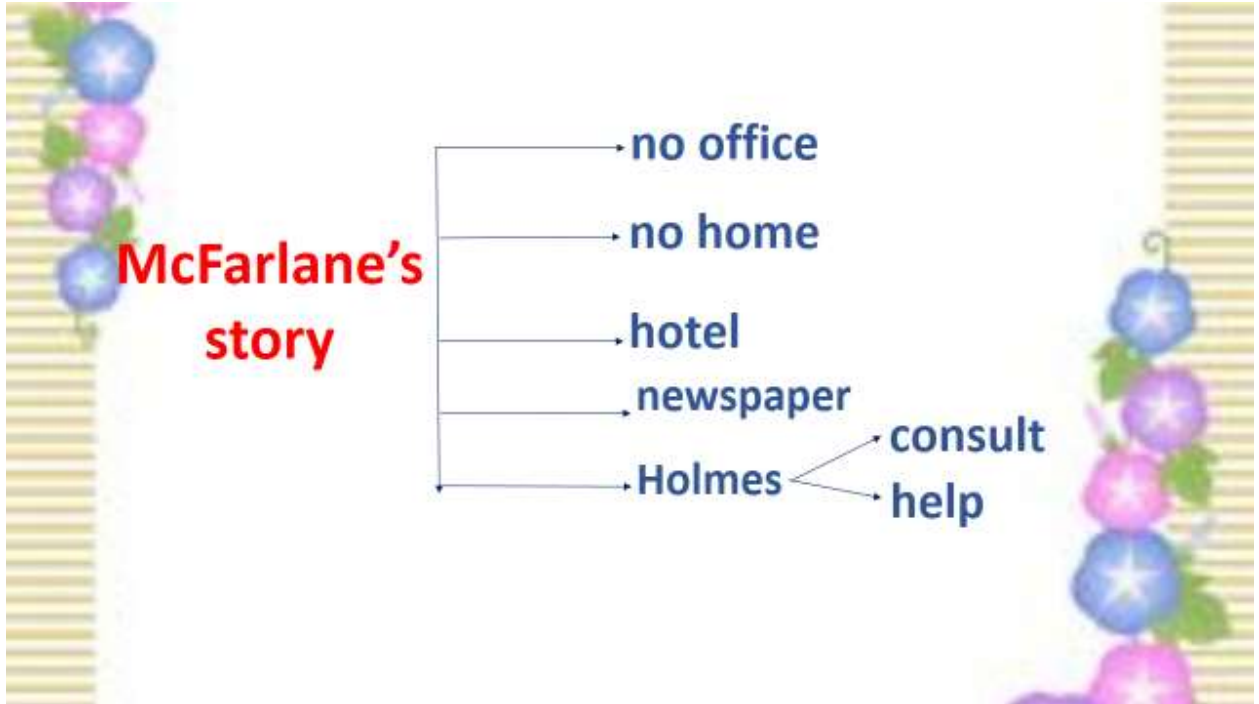 McFarlane’s
story
no office
no home
hotel
newspaper
Holmes
consult
help